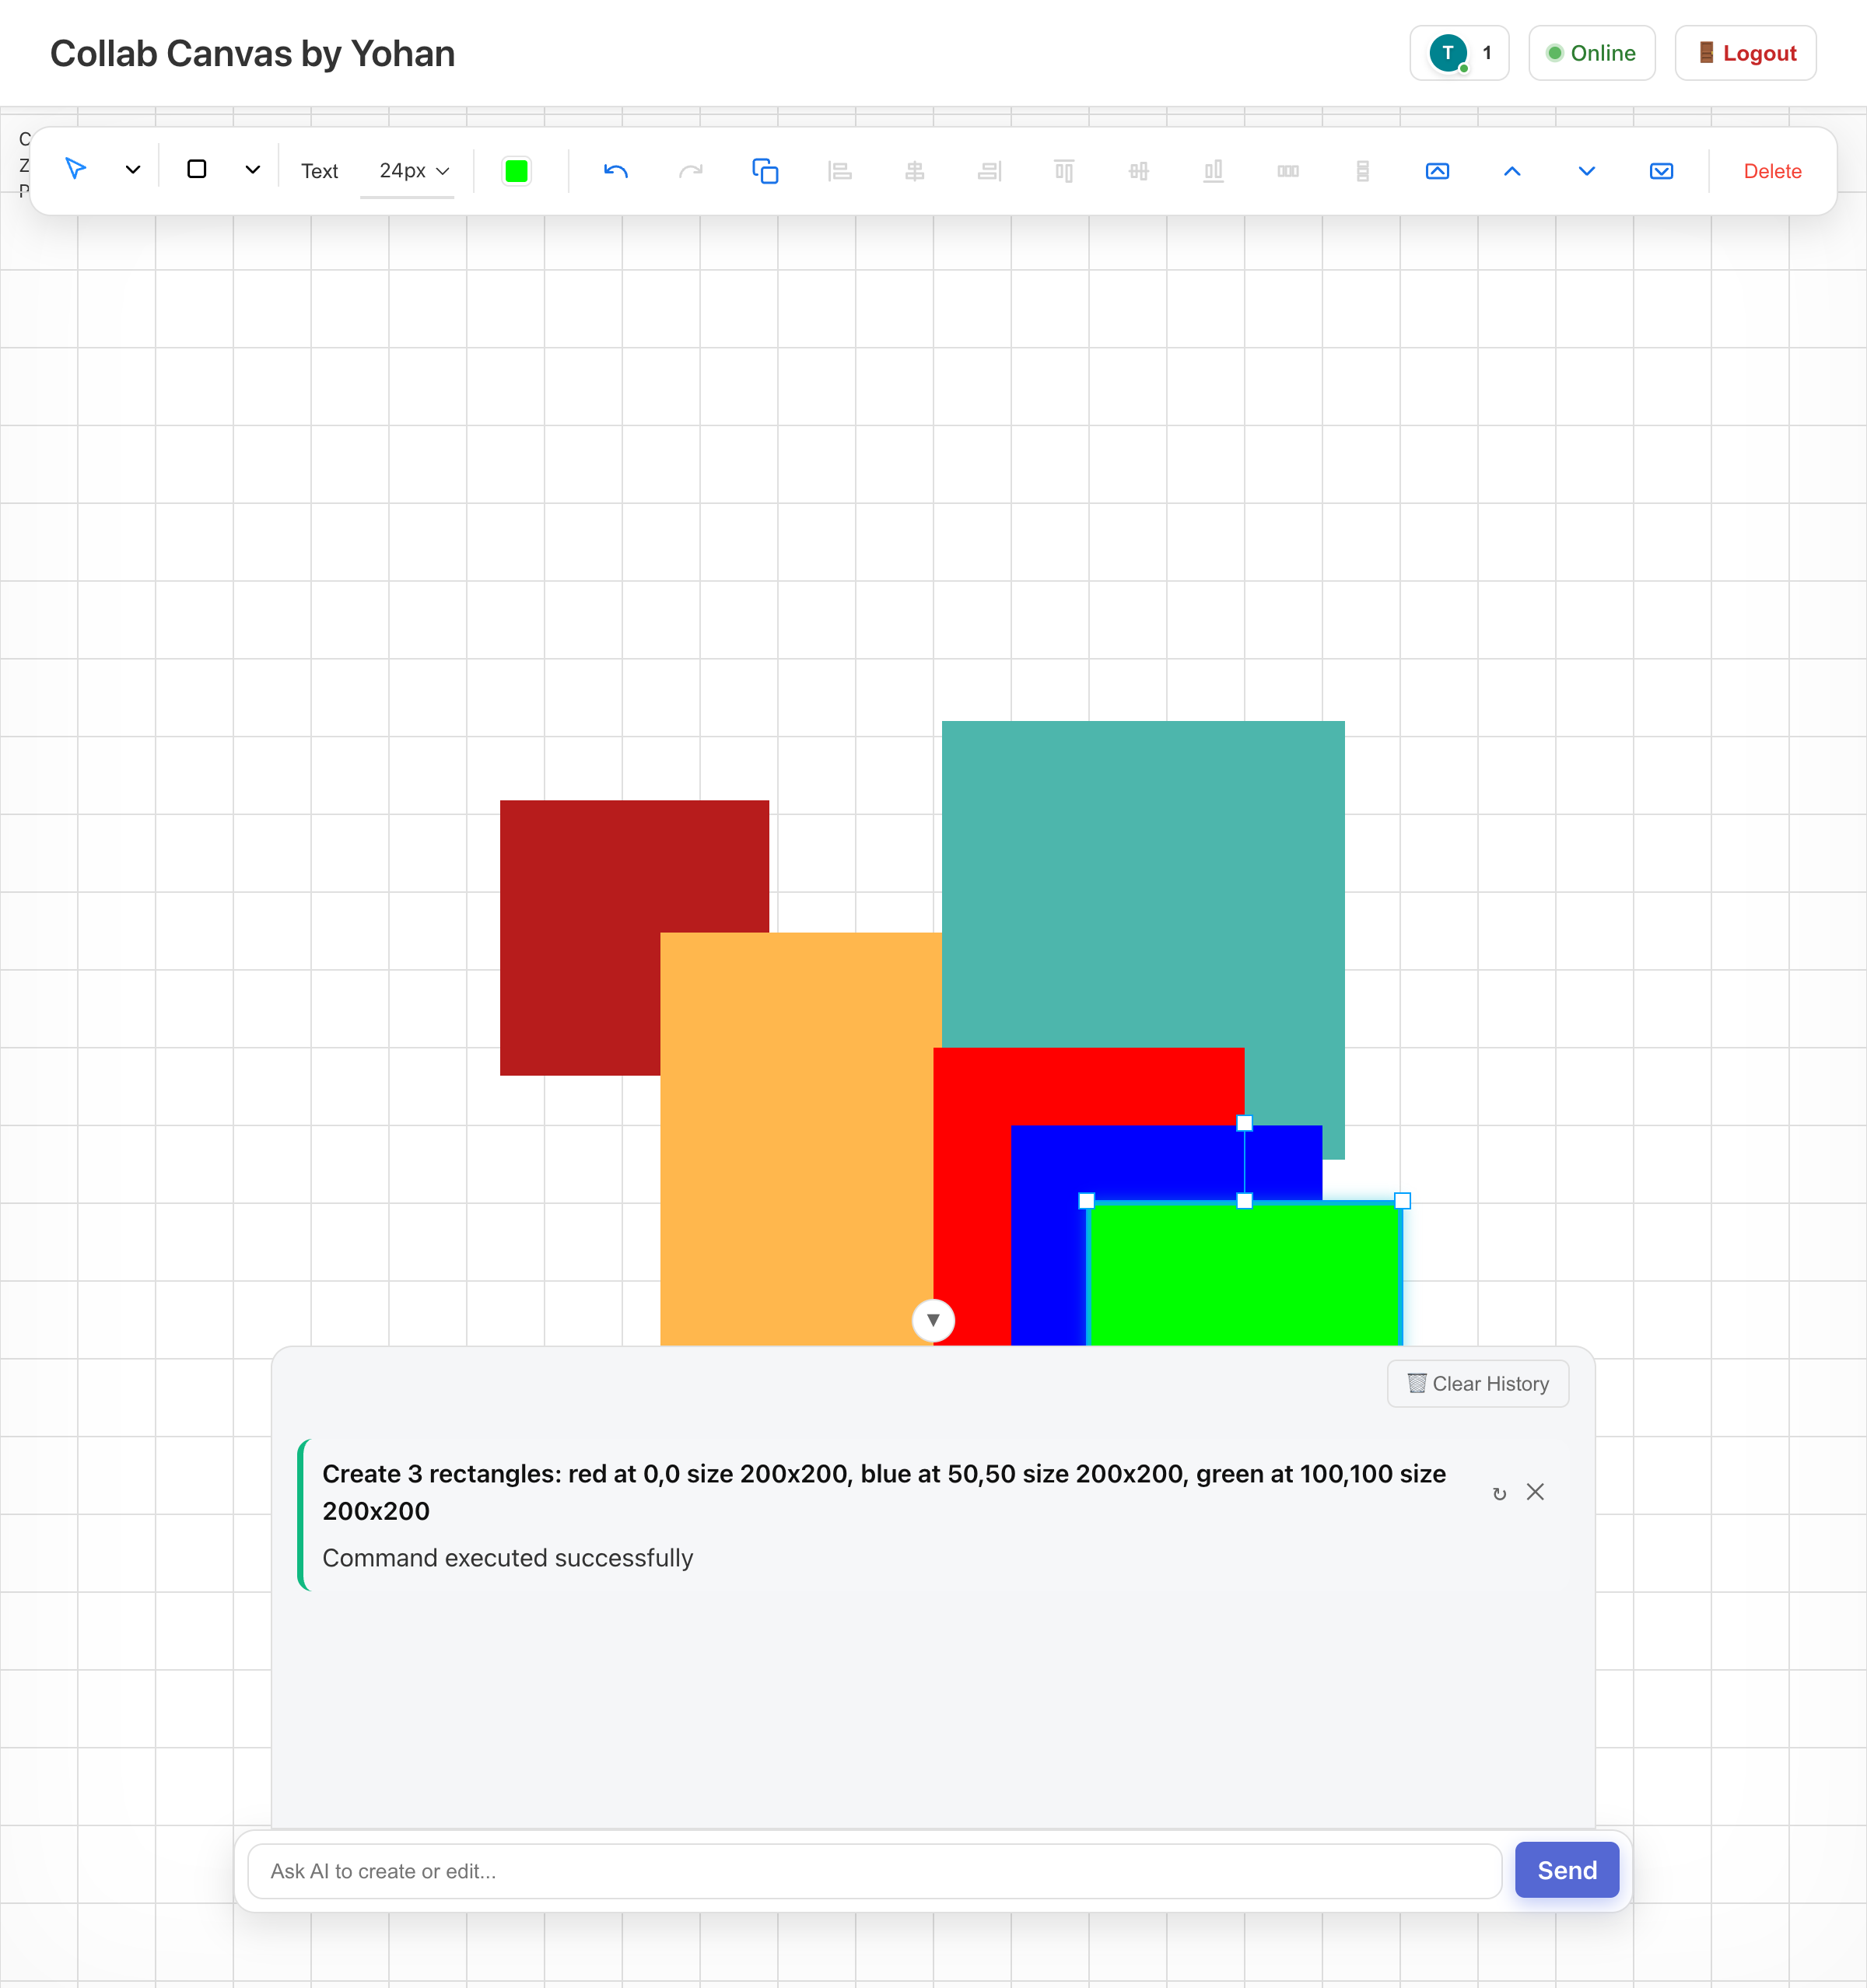 Collab Canvas by Yohan
T 1
Online
Logout
Text
24px
Delete
Clear History
Create 3 rectangles: red at 0,0 size 200x200, blue at 50,50 size 200x200, green at 100,100 size
200x200
Command executed successfully
Ask AI to create or edit...
Send